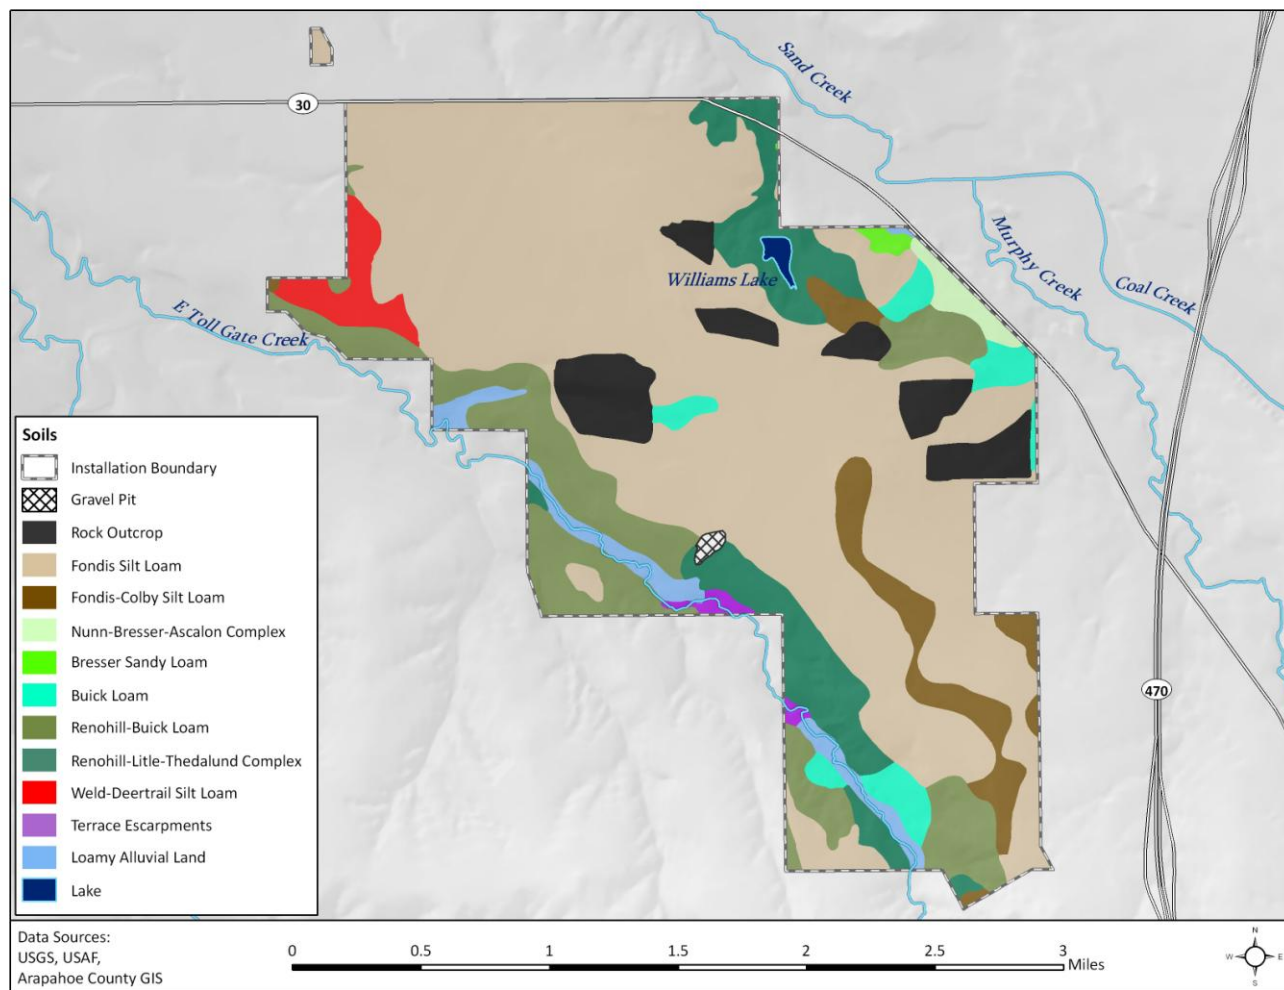 Sand Creek
30
Murphy Creek
Williams Lake
Coal Creek
E Toll Gate Creek
Soils
Installation Boundary
Gravel Pit
Rock Outcrop
Fondis Silt Loam
Fondis-Colby Silt Loam
Nunn-Bresser-Ascalon Complex
Bresser Sandy Loam
Buick Loam
Renohill-Buick Loam
Renohill-Litle-Thedalund Complex
Weld-Deertrail Silt Loam
Terrace Escarpments
Loamy Alluvial Land
Lake
470
Data Sources:
USGS, USAF,
Arapahoe County GIS
0 0.5 1 1.5 2 2.5 3
Miles
N
W E
S